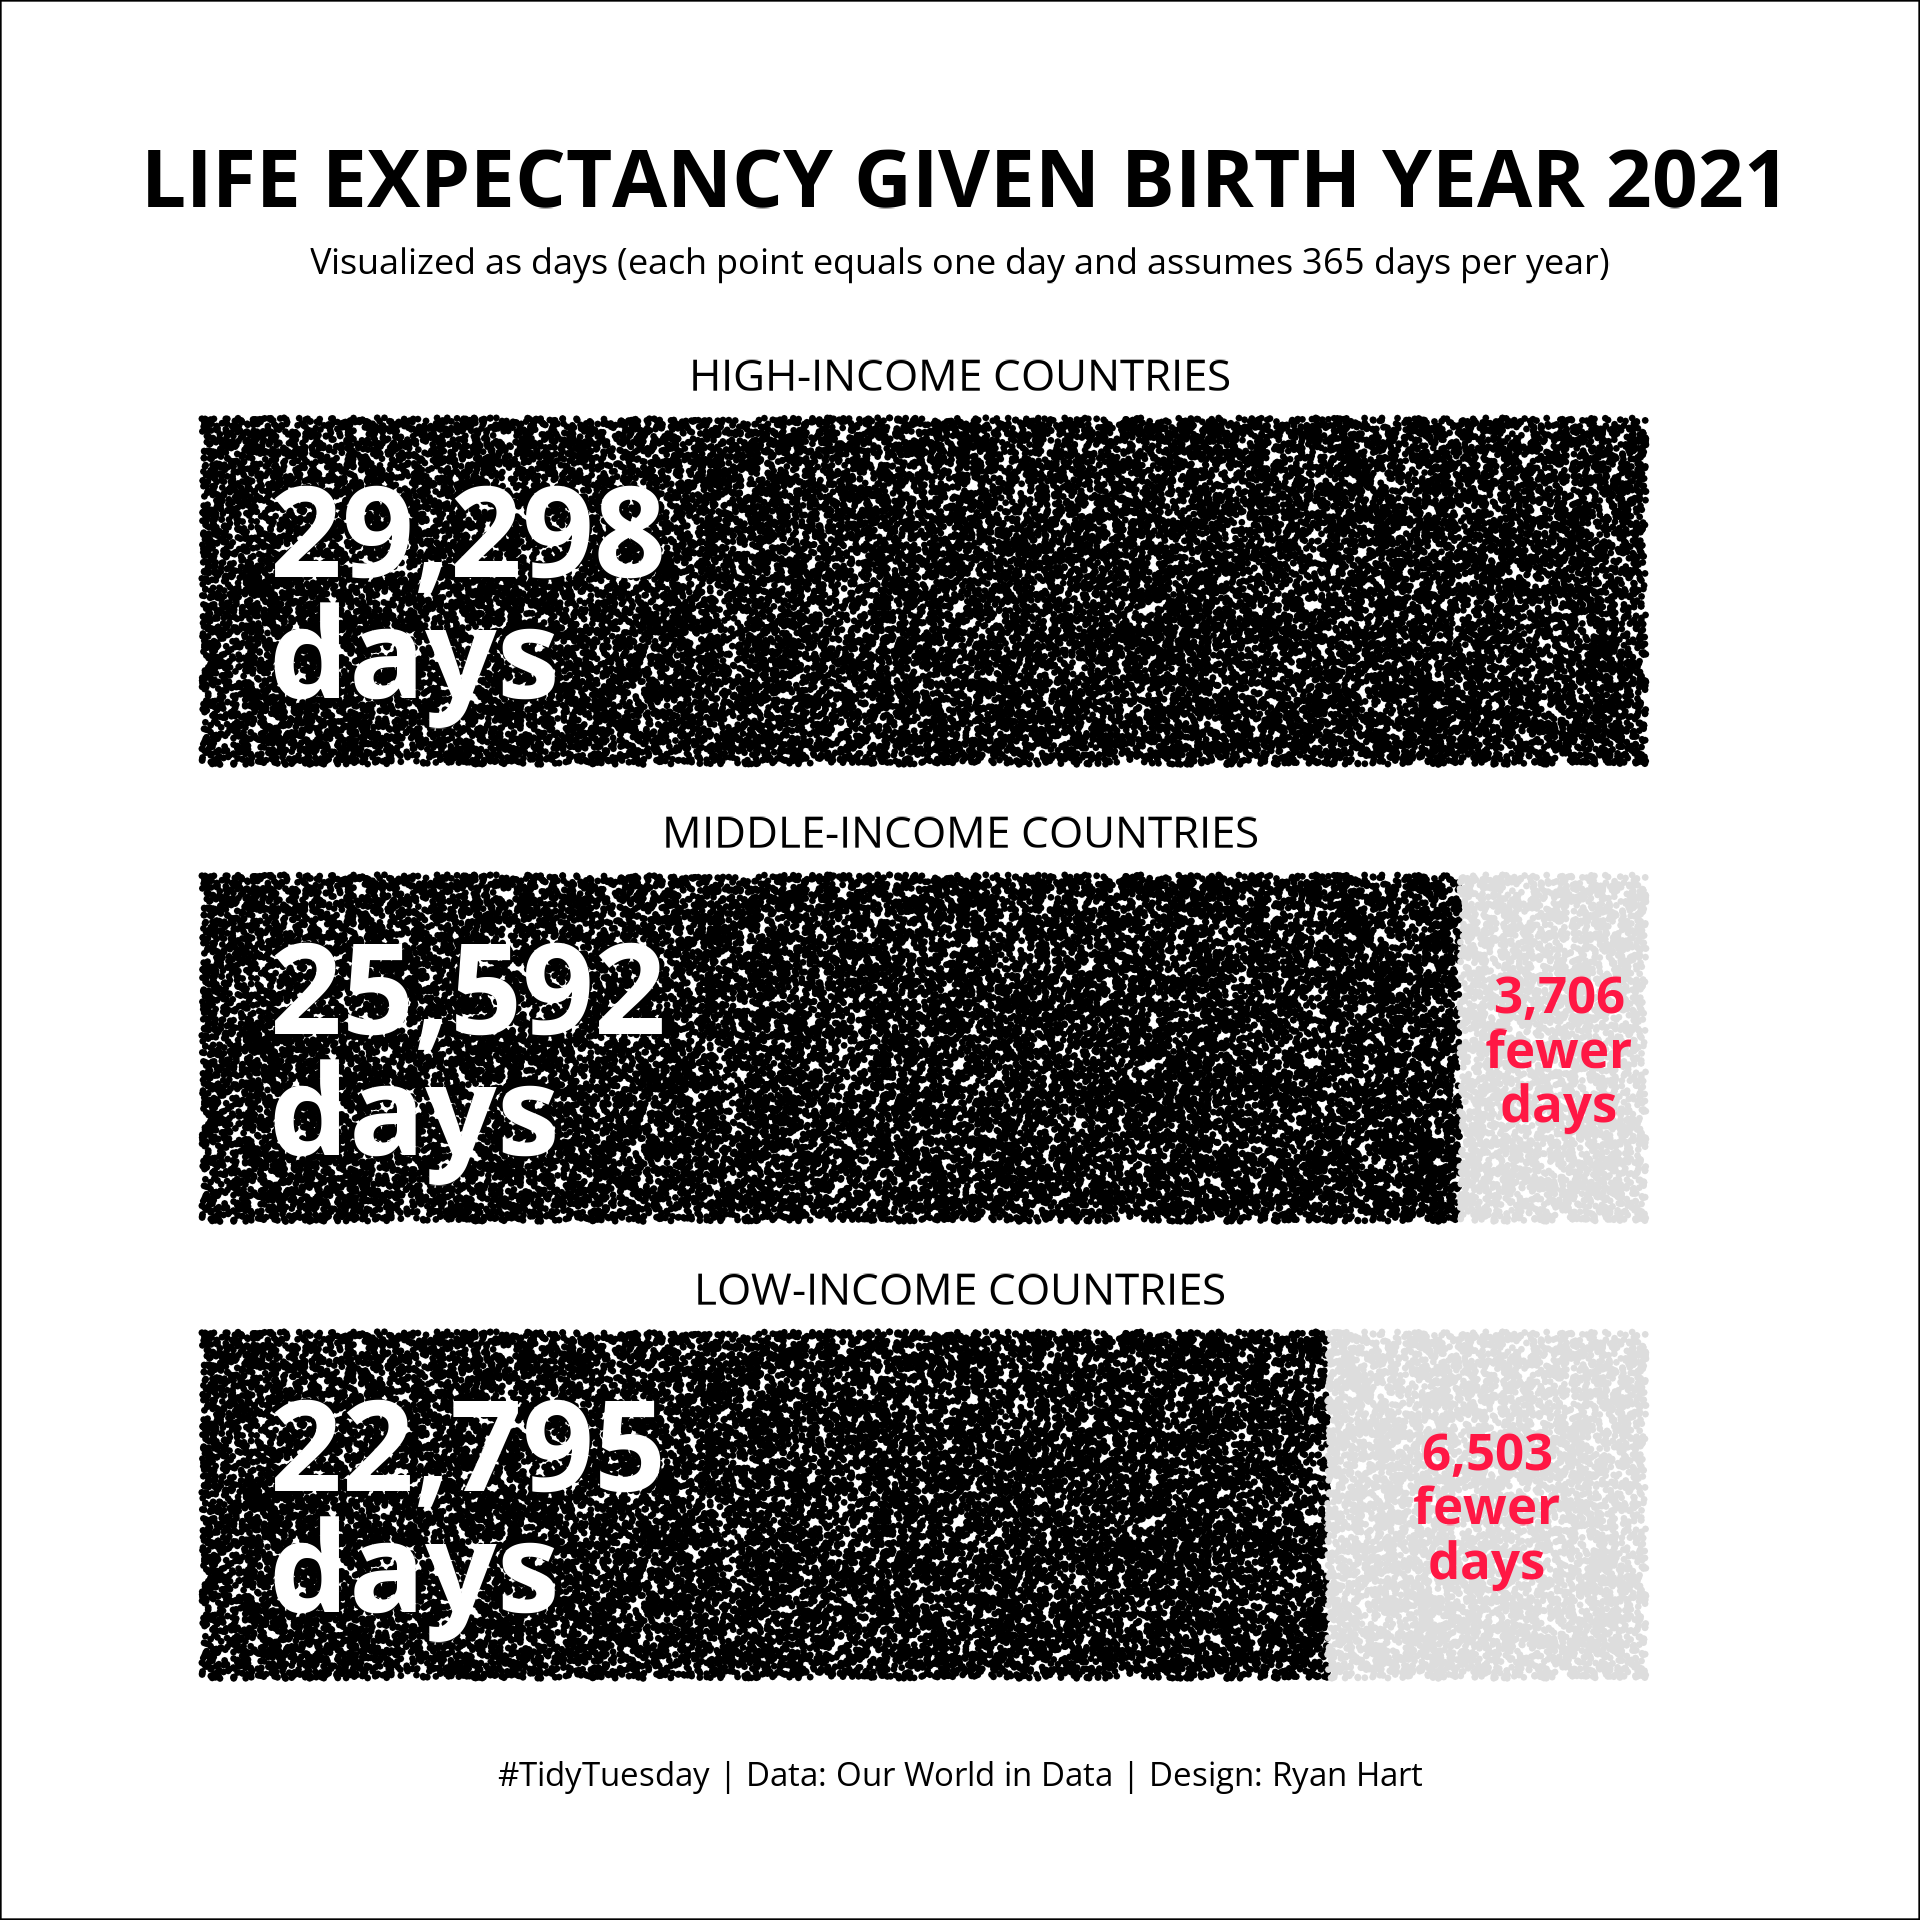 LIFE EXPECTANCY GIVEN BIRTH YEAR 2021
Visualized as days (each point equals one day and assumes 365 days per year)
HIGH-INCOME COUNTRIES
29,298
days
MIDDLE-INCOME COUNTRIES
25,592
days
3,706
fewer
days
LOW-INCOME COUNTRIES
22,795
days
6,503
fewer
days
#TidyTuesday | Data: Our World in Data | Design: Ryan Hart